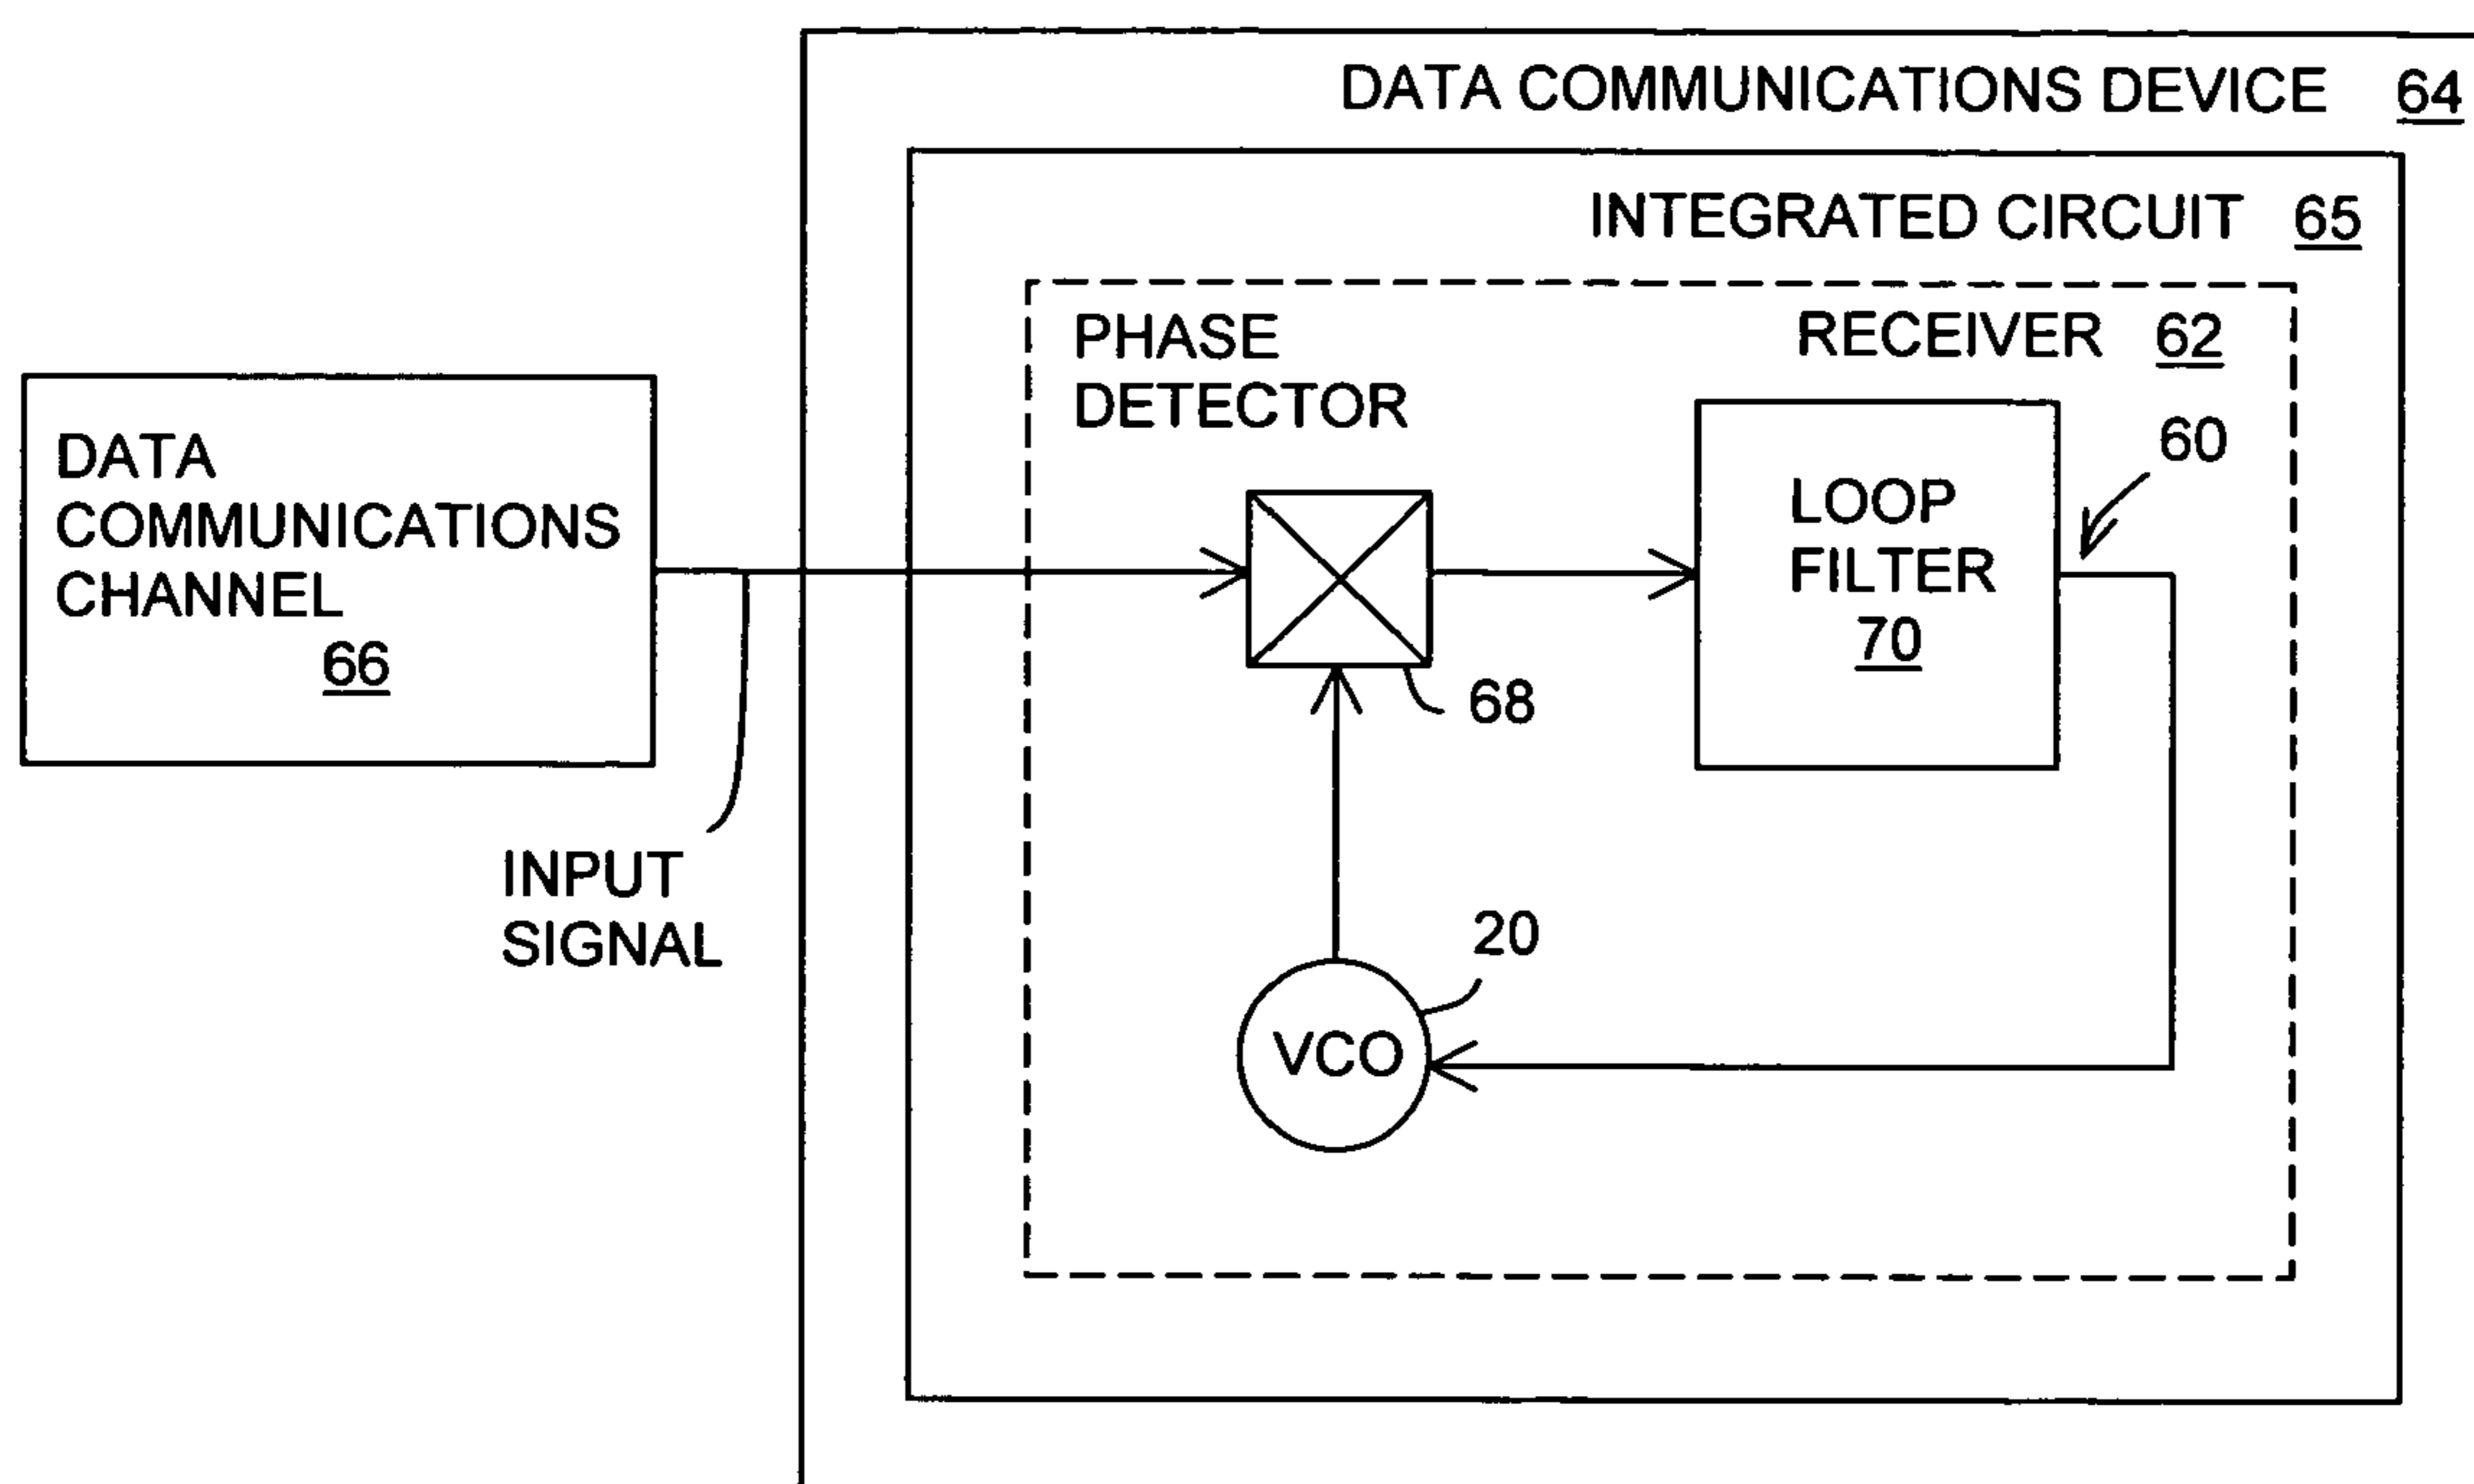 DATA COMMUNICATIONS DEVICE 64
INTEGRATED CIRCUIT 65
PHASE
DETECTOR
RECEIVER 62
60
DATA
COMMUNICATIONS
CHANNEL
66
LOOP
FILTER
70
68
INPUT
SIGNAL
20
VCO